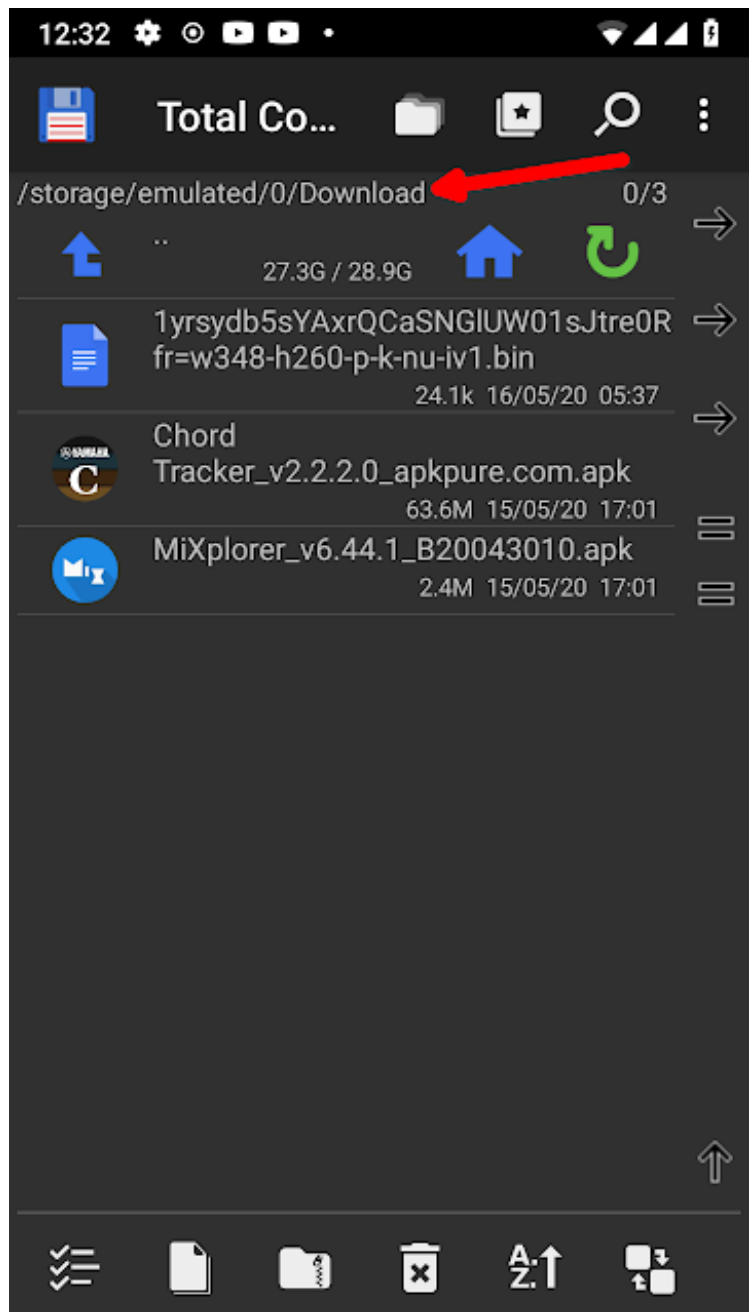 12:32
Total Co...
/storage/emulated/0/Download 0/3
..
27.3G / 28.9G
1yrsydb5sYAxrQCaSNGlUW01sJtre0R
fr=w348-h260-p-k-nu-iv1.bin
24.1k 16/05/20 05:37
Chord
Tracker_v2.2.2.0_apkpure.com.apk
63.6M 15/05/20 17:01
MiXplorer_v6.44.1_B20043010.apk
2.4M 15/05/20 17:01
YAMAHA
C
MiX
A
Z